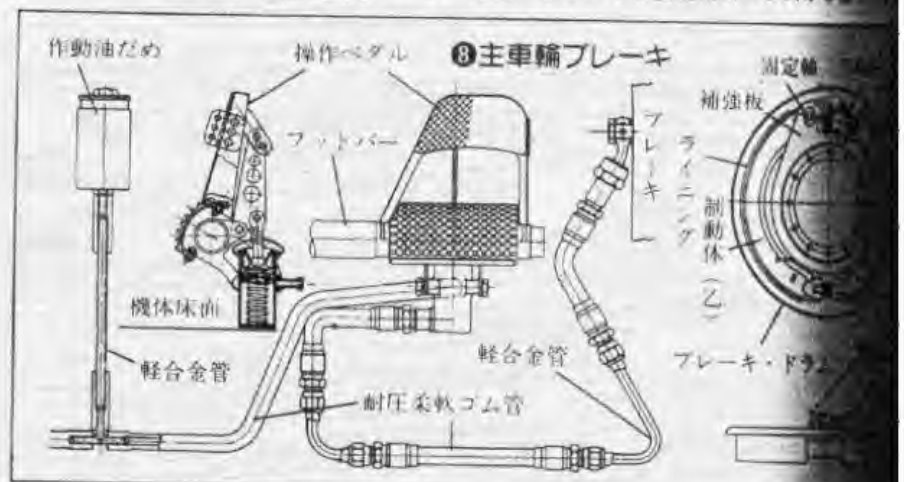 作動油だめ
操作ペダル
❽主車輪ブレーキ
固定軸
補強板
フットバー
ブレーキ
ライニング
制動体(乙)
機体床面
軽合金管
軽合金管
ブレーキ・ドラム
耐圧柔軟ゴム管